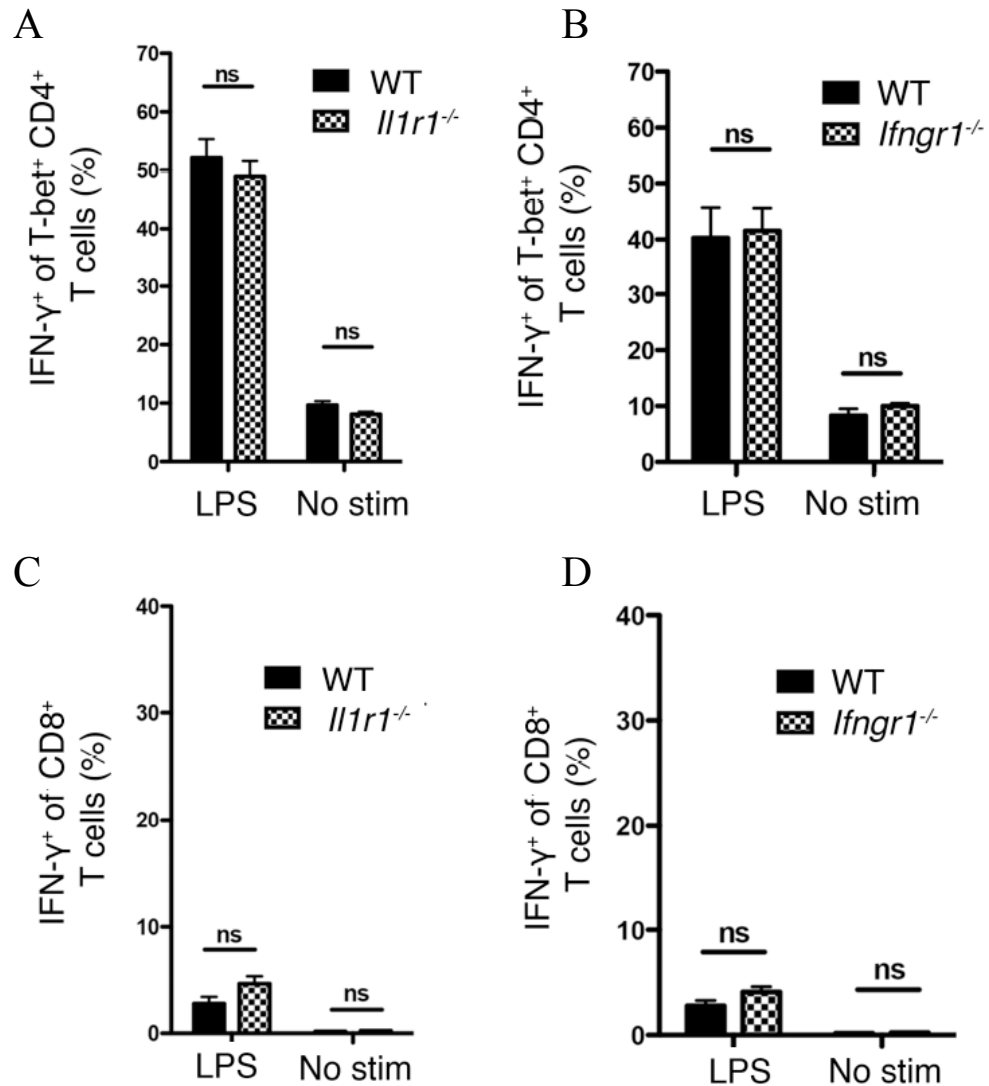 A
IFN-γ⁺ of T-bet⁺ CD4⁺
T cells (%)
70
60
50
40
30
20
10
0
ns
ns
WT
Il1r1⁻/⁻
LPS No stim
B
IFN-γ⁺ of T-bet⁺ CD4⁺
T cells (%)
70
60
50
40
30
20
10
0
ns
ns
WT
Ifngr1⁻/⁻
LPS No stim
C
IFN-γ⁺ of CD8⁺
T cells (%)
40
30
20
10
0
WT
Il1r1⁻/⁻
ns
ns
LPS No stim
D
IFN-γ⁺ of CD8⁺
T cells (%)
40
30
20
10
0
WT
Ifngr1⁻/⁻
ns
ns
LPS No stim